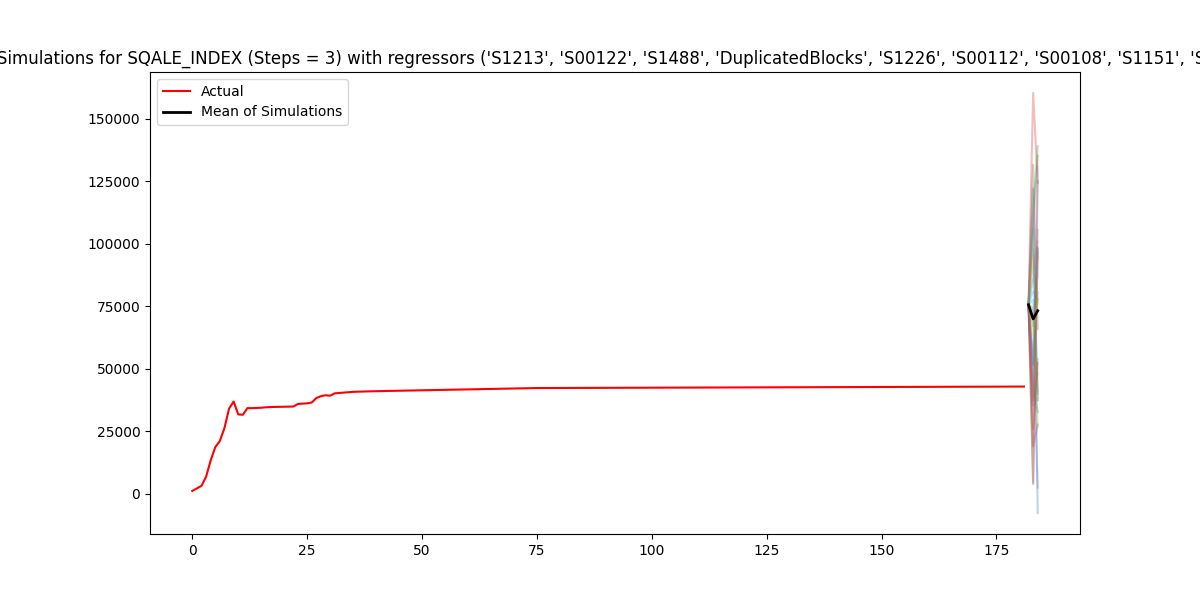 Simulations for SQALE_INDEX (Steps = 3) with regressors ('S1213', 'S00122', 'S1488', 'DuplicatedBlocks', 'S1226', 'S00112', 'S00108', 'S1151', 'S
Actual
Mean of Simulations
150000
125000
100000
75000
50000
25000
0
0 25 50 75 100 125 150 175